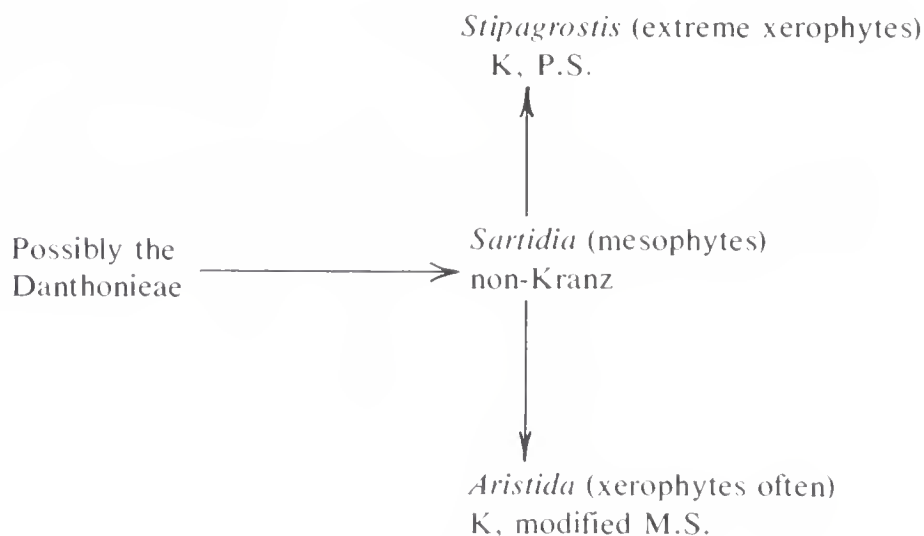 Stipagrostis (extreme xerophytes)
K, P.S.
Possibly the
Danthonieae
Sartidia (mesophytes)
non-Kranz
Aristida (xerophytes often)
K, modified M.S.